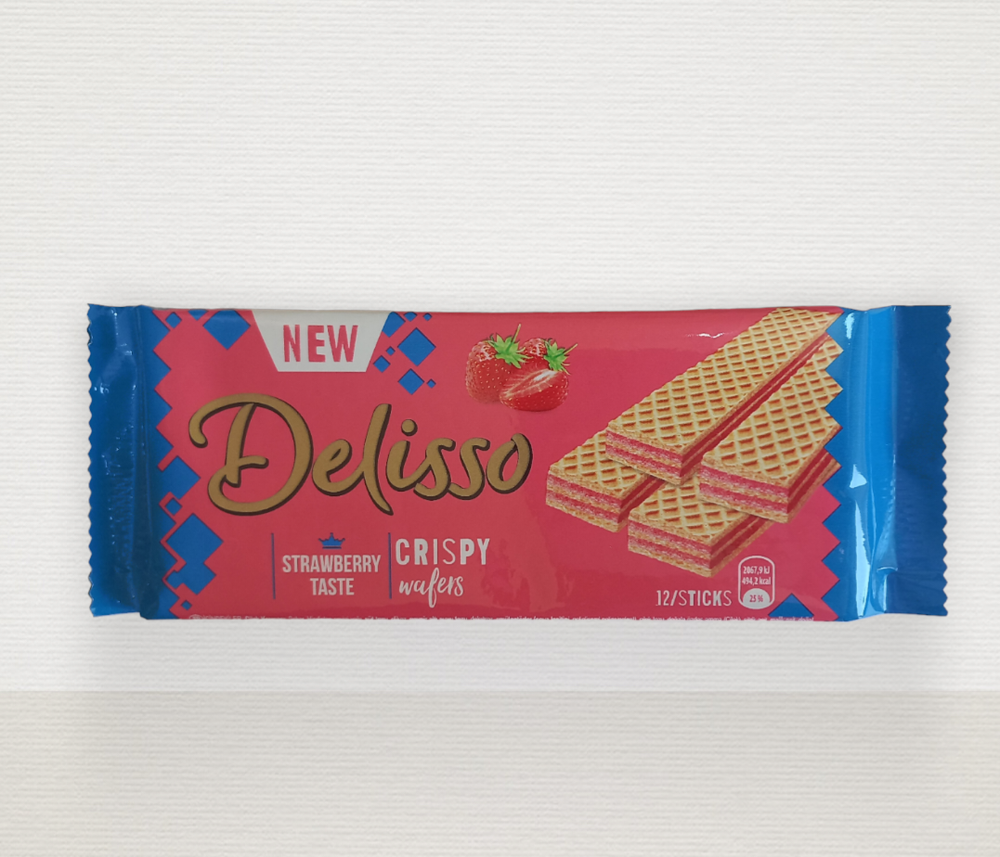 NEW
Delisso
STRAWBERRY
TASTE
CRISPY
wafers
12/STICKS
2067,9 kJ
494,2 kcal
25 %